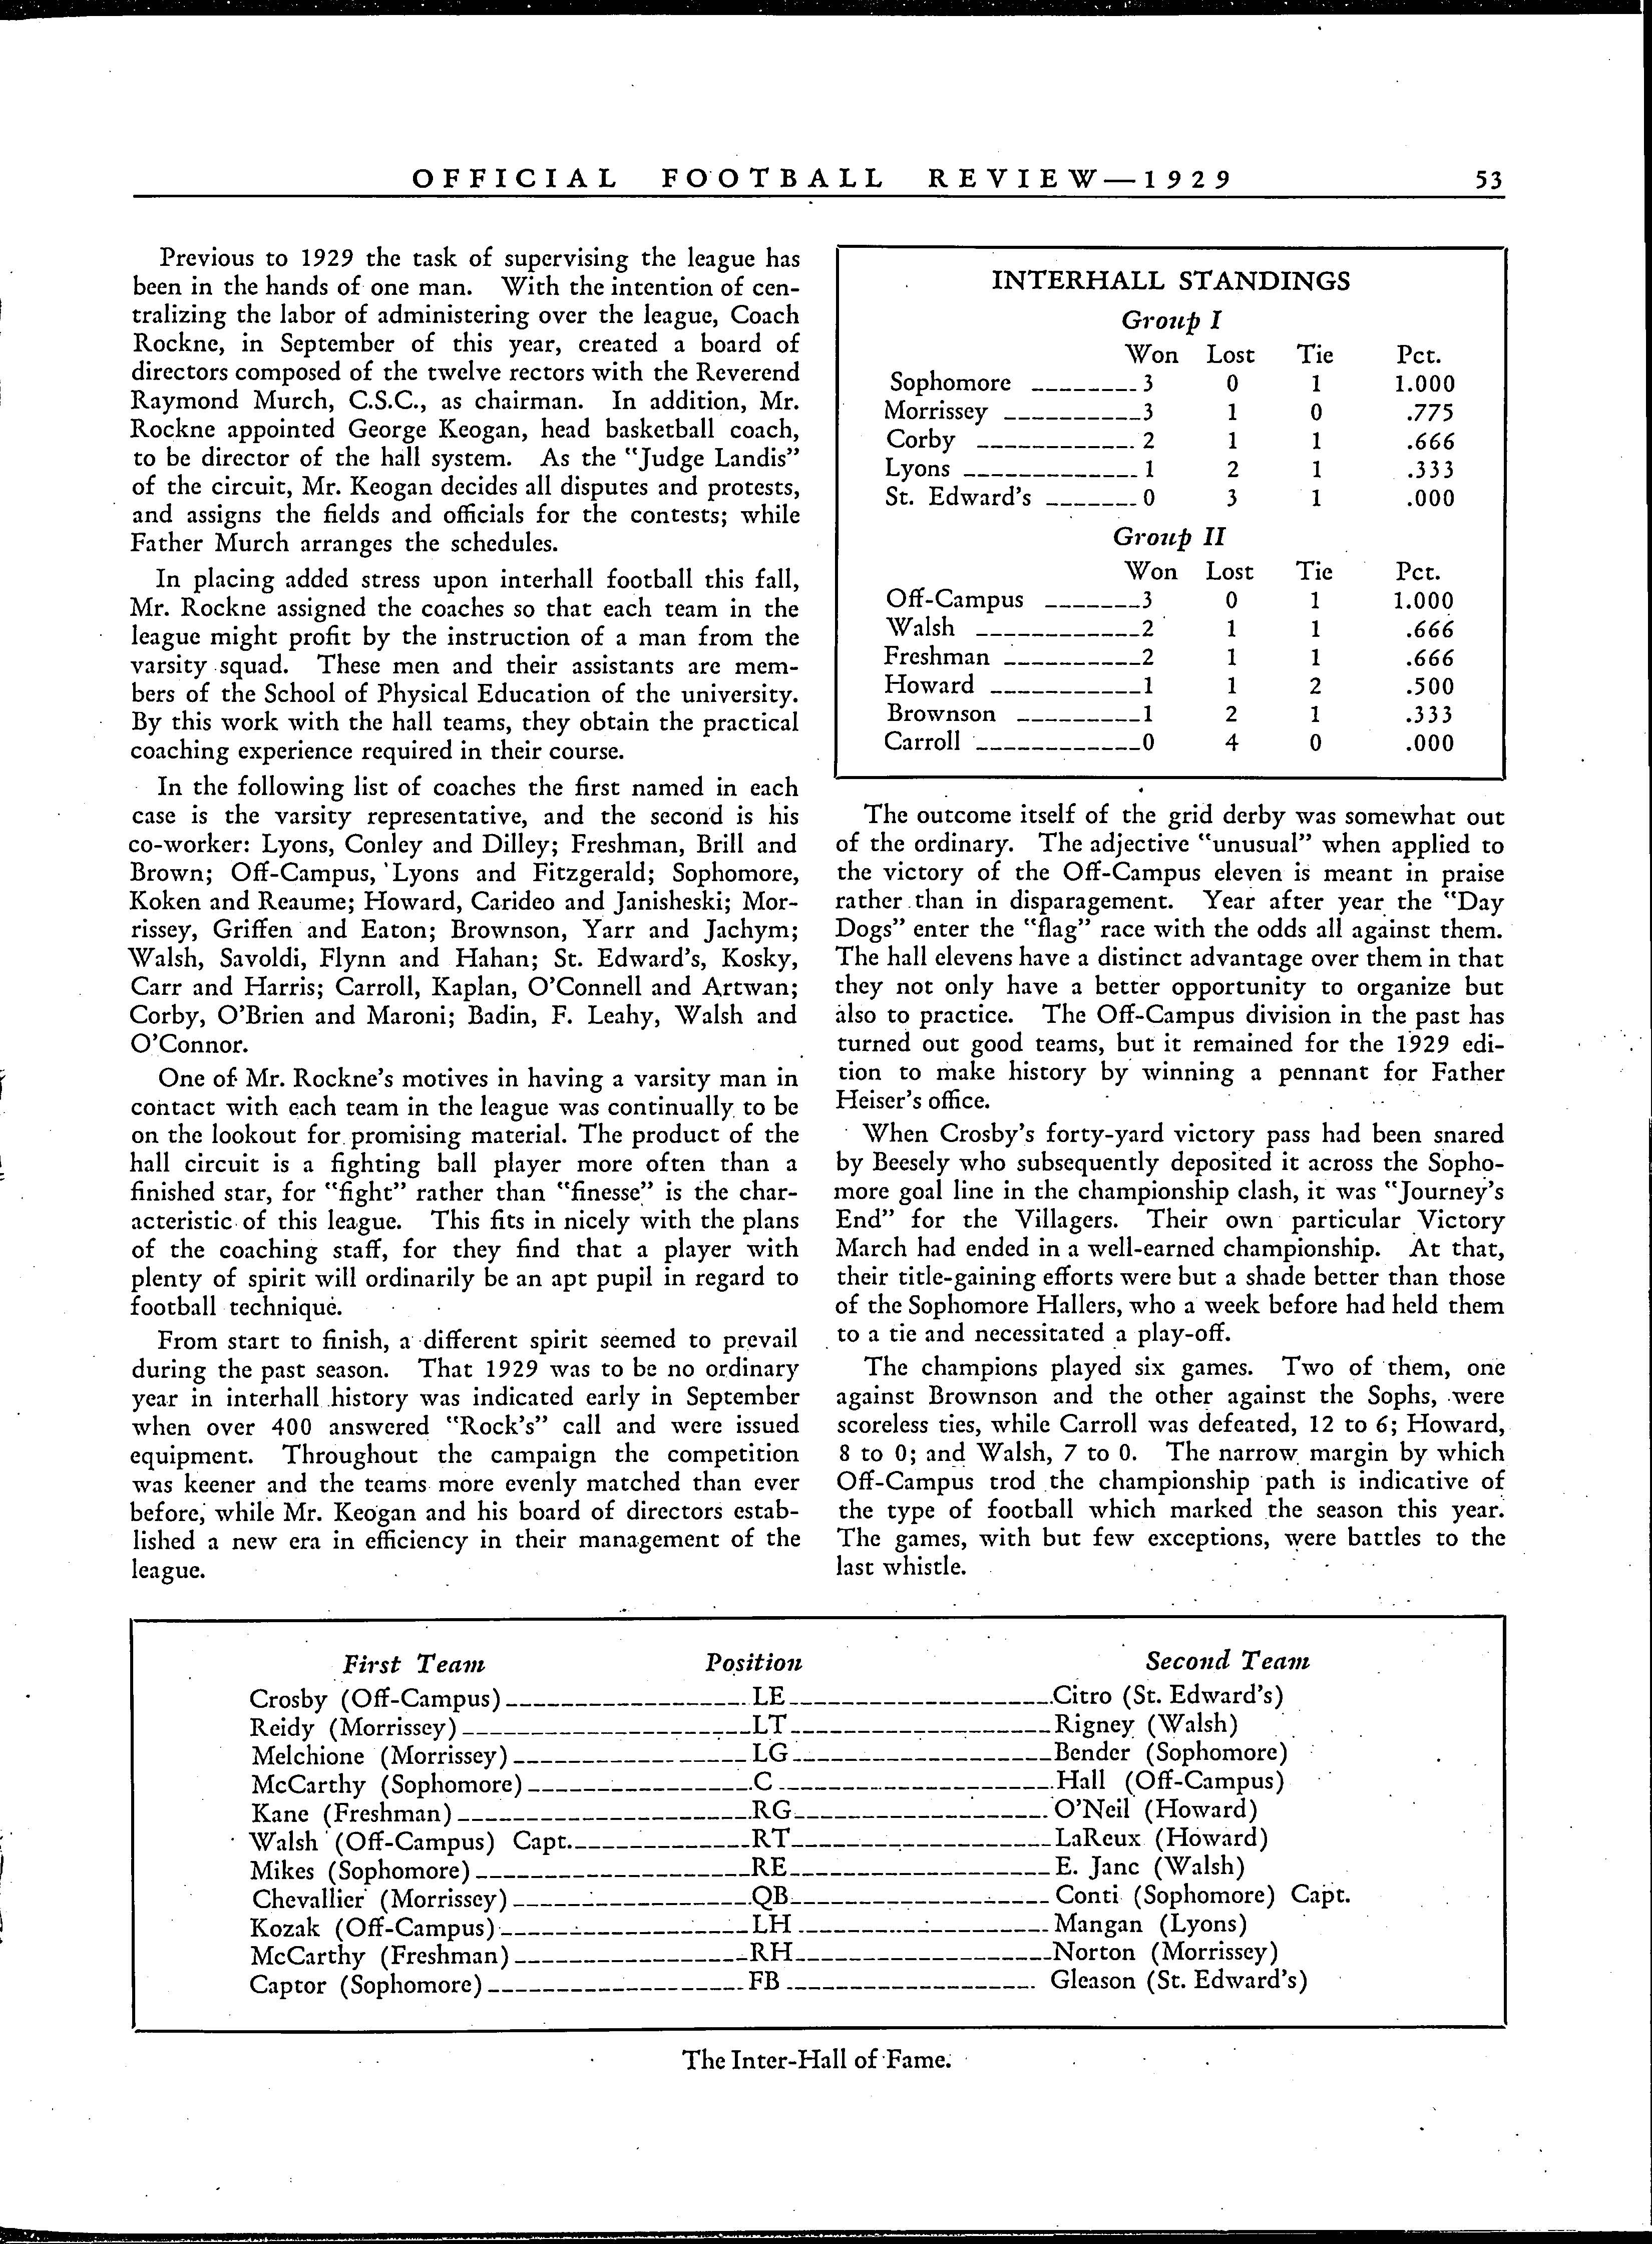 OFFICIAL FOOTBALL REVIEW—1929 53
Previous to 1929 the task of supervising the league has
been in the hands of one man. With the intention of cen-
tralizing the labor of administering over the league, Coach
Rockne, in September of this year, created a board of
directors composed of the twelve rectors with the Reverend
Raymond Murch, C.S.C., as chairman. In addition, Mr.
Rockne appointed George Keogan, head basketball coach,
to be director of the hall system. As the "Judge Landis"
of the circuit, Mr. Keogan decides all disputes and protests,
and assigns the fields and officials for the contests; while
Father Murch arranges the schedules.
In placing added stress upon interhall football this fall,
Mr. Rockne assigned the coaches so that each team in the
league might profit by the instruction of a man from the
varsity squad. These men and their assistants are mem-
bers of the School of Physical Education of the university.
By this work with the hall teams, they obtain the practical
coaching experience required in their course.
In the following list of coaches the first named in each
case is the varsity representative, and the second is his
co-worker: Lyons, Conley and Dilley; Freshman, Brill and
Brown; Off-Campus, Lyons and Fitzgerald; Sophomore,
Koken and Reaume; Howard, Carideo and Janisheski; Mor-
rissey, Griffen and Eaton; Brownson, Yarr and Jachym;
Walsh, Savoldi, Flynn and Hahan; St. Edward's, Kosky,
Carr and Harris; Carroll, Kaplan, O'Connell and Artwan;
Corby, O'Brien and Maroni; Badin, F. Leahy, Walsh and
O'Connor.
One of Mr. Rockne's motives in having a varsity man in
contact with each team in the league was continually to be
on the lookout for promising material. The product of the
hall circuit is a fighting ball player more often than a
finished star, for "fight" rather than "finesse" is the char-
acteristic of this league. This fits in nicely with the plans
of the coaching staff, for they find that a player with
plenty of spirit will ordinarily be an apt pupil in regard to
football technique.
From start to finish, a different spirit seemed to prevail
during the past season. That 1929 was to be no ordinary
year in interhall history was indicated early in September
when over 400 answered "Rock's" call and were issued
equipment. Throughout the campaign the competition
was keener and the teams more evenly matched than ever
before, while Mr. Keogan and his board of directors estab-
lished a new era in efficiency in their management of the
league.
INTERHALL STANDINGS
Group I
Won Lost Tie Pct.
Sophomore --------3 0 1 1.000
Morrissey ----------3 1 0 .775
Corby -----------2 1 1 .666
Lyons ------------1 2 1 .333
St. Edward's -------0 3 1 .000
Group II
Won Lost Tie Pct.
Off-Campus -------3 0 1 1.000
Walsh ------------2 1 1 .666
Freshman ----------2 1 1 .666
Howard -----------1 1 2 .500
Brownson ---------1 2 1 .333
Carroll ------------0 4 0 .000
The outcome itself of the grid derby was somewhat out
of the ordinary. The adjective "unusual" when applied to
the victory of the Off-Campus eleven is meant in praise
rather than in disparagement. Year after year the "Day
Dogs" enter the "flag" race with the odds all against them.
The hall elevens have a distinct advantage over them in that
they not only have a better opportunity to organize but
also to practice. The Off-Campus division in the past has
turned out good teams, but it remained for the 1929 edi-
tion to make history by winning a pennant for Father
Heiser's office.
When Crosby's forty-yard victory pass had been snared
by Beesely who subsequently deposited it across the Sopho-
more goal line in the championship clash, it was "Journey's
End" for the Villagers. Their own particular Victory
March had ended in a well-earned championship. At that,
their title-gaining efforts were but a shade better than those
of the Sophomore Hallers, who a week before had held them
to a tie and necessitated a play-off.
The champions played six games. Two of them, one
against Brownson and the other against the Sophs, were
scoreless ties, while Carroll was defeated, 12 to 6; Howard,
8 to 0; and Walsh, 7 to 0. The narrow margin by which
Off-Campus trod the championship path is indicative of
the type of football which marked the season this year.
The games, with but few exceptions, were battles to the
last whistle.
First Team Position Second Team
Crosby (Off-Campus)------------------LE--------------------Citro (St. Edward's)
Reidy (Morrissey)---------------------LT--------------------Rigney (Walsh)
Melchione (Morrissey)-----------------LG--------------------Bender (Sophomore)
McCarthy (Sophomore)-----------------C---------------------Hall (Off-Campus)
Kane (Freshman)----------------------RG-------------------O'Neil (Howard)
Walsh (Off-Campus) Capt.-------------RT--------------------LaReux (Howard)
Mikes (Sophomore)--------------------RE--------------------E. Janc (Walsh)
Chevallier (Morrissey)------------------QB--------------------Conti (Sophomore) Capt.
Kozak (Off-Campus)-------------------LH-------------------Mangan (Lyons)
McCarthy (Freshman)------------------RH-------------------Norton (Morrissey)
Captor (Sophomore)-------------------FB------------------- Gleason (St. Edward's)
The Inter-Hall of Fame.